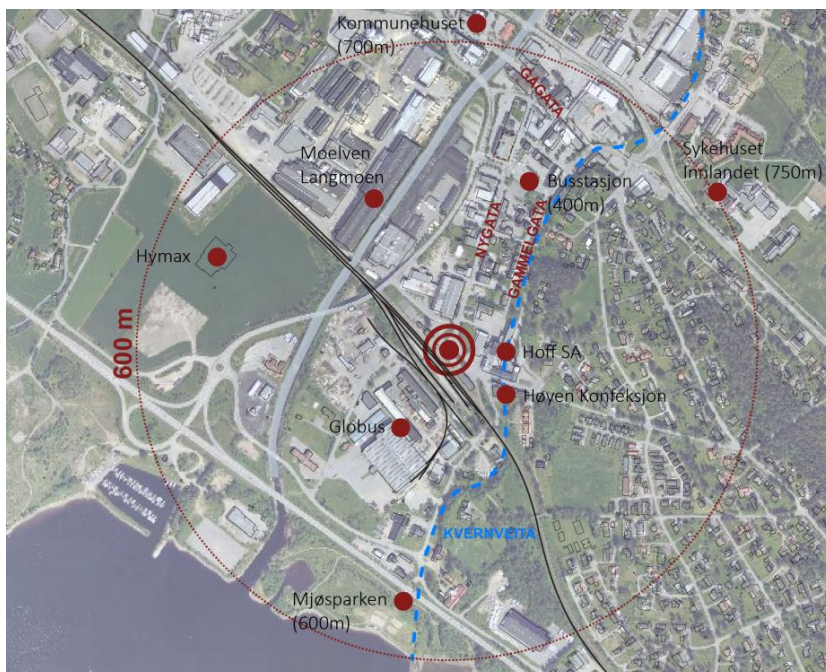 Kommunehuset
(700m)
GÅGATA
Sykehuset
Innlandet (750m)
Moelven
Langmoen
Busstasjon
(400m)
NYGATA
GAMMELGATA
Hymax
600 m
Hoff SA
Høyen Konfeksjon
Globus
KVERNVEITA
Mjøsparken
(600m)